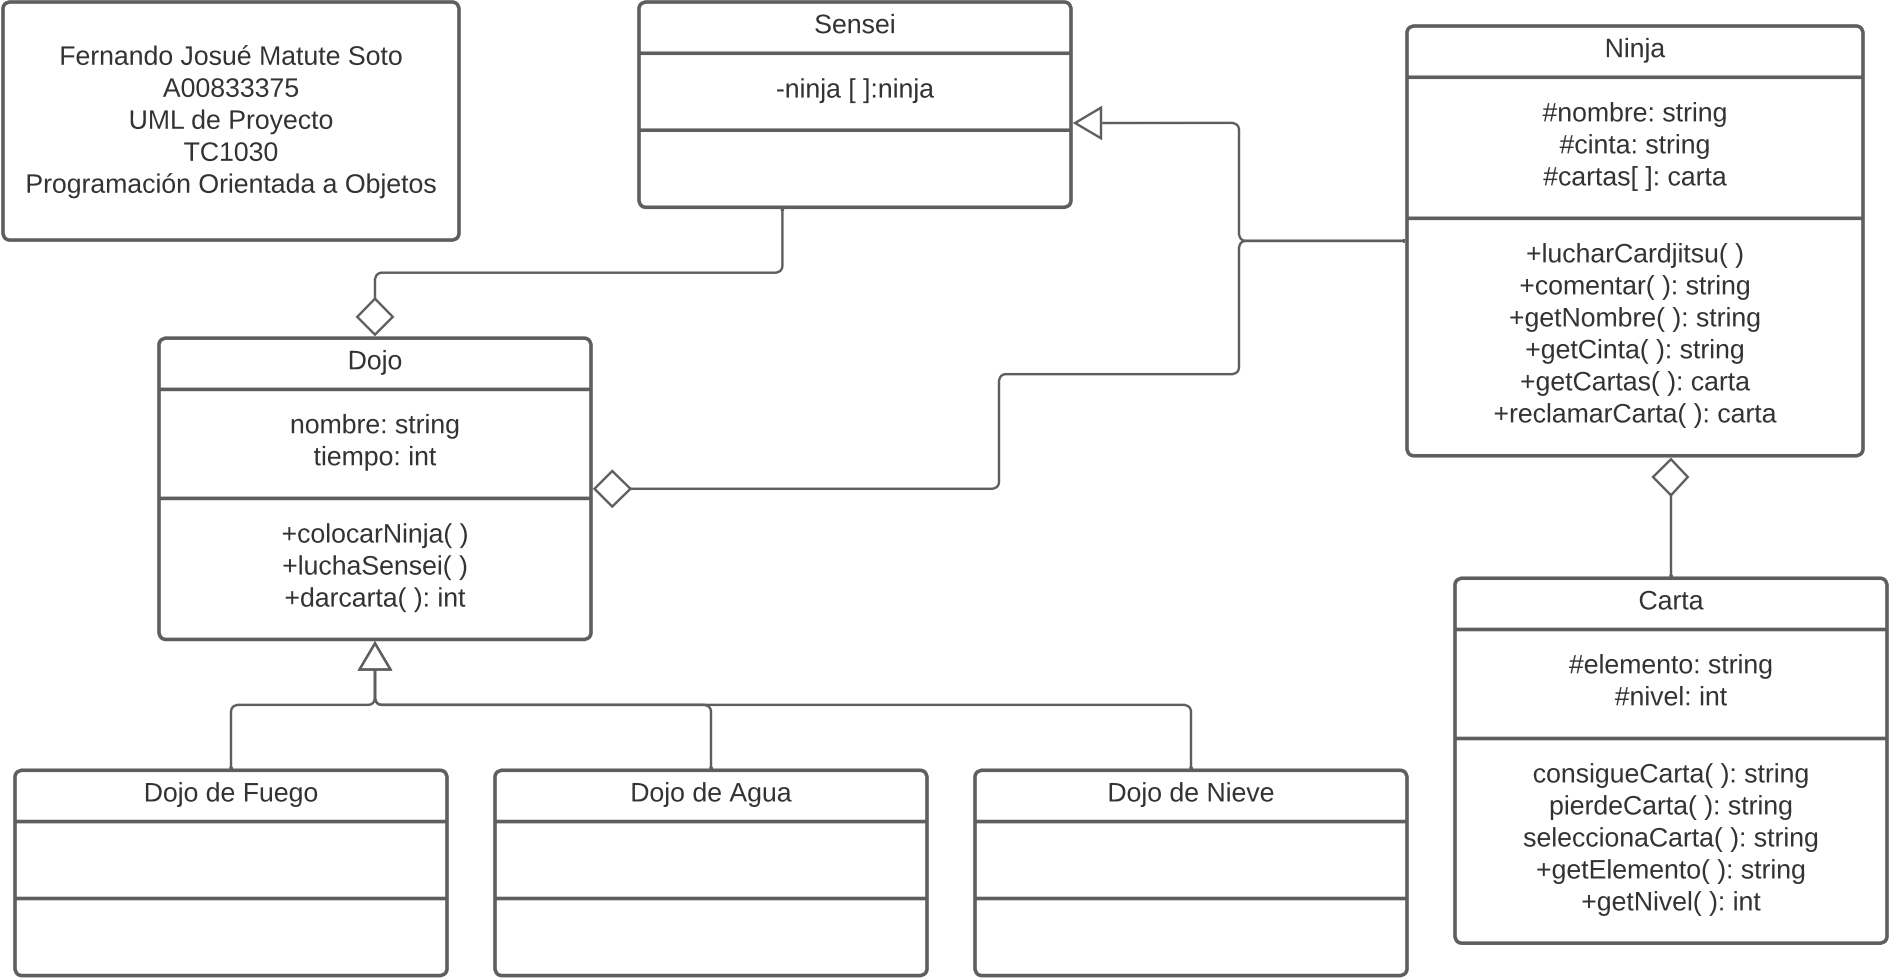 Fernando Josué Matute Soto
A00833375
UML de Proyecto
TC1030
Programación Orientada a Objetos
Sensei
-ninja [ ]:ninja
Ninja
#nombre: string
#cinta: string
#cartas[ ]: carta
+lucharCardjitsu( )
+comentar( ): string
+getNombre( ): string
+getCinta( ): string
+getCartas( ): carta
+reclamarCarta( ): carta
Dojo
nombre: string
tiempo: int
+colocarNinja( )
+luchaSensei( )
+darcarta( ): int
Carta
#elemento: string
#nivel: int
consigueCarta( ): string
pierdeCarta( ): string
seleccionaCarta( ): string
+getElemento( ): string
+getNivel( ): int
Dojo de Fuego
Dojo de Agua
Dojo de Nieve